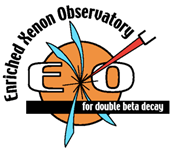 Enriched Xenon Observatory
EXO
for double beta decay